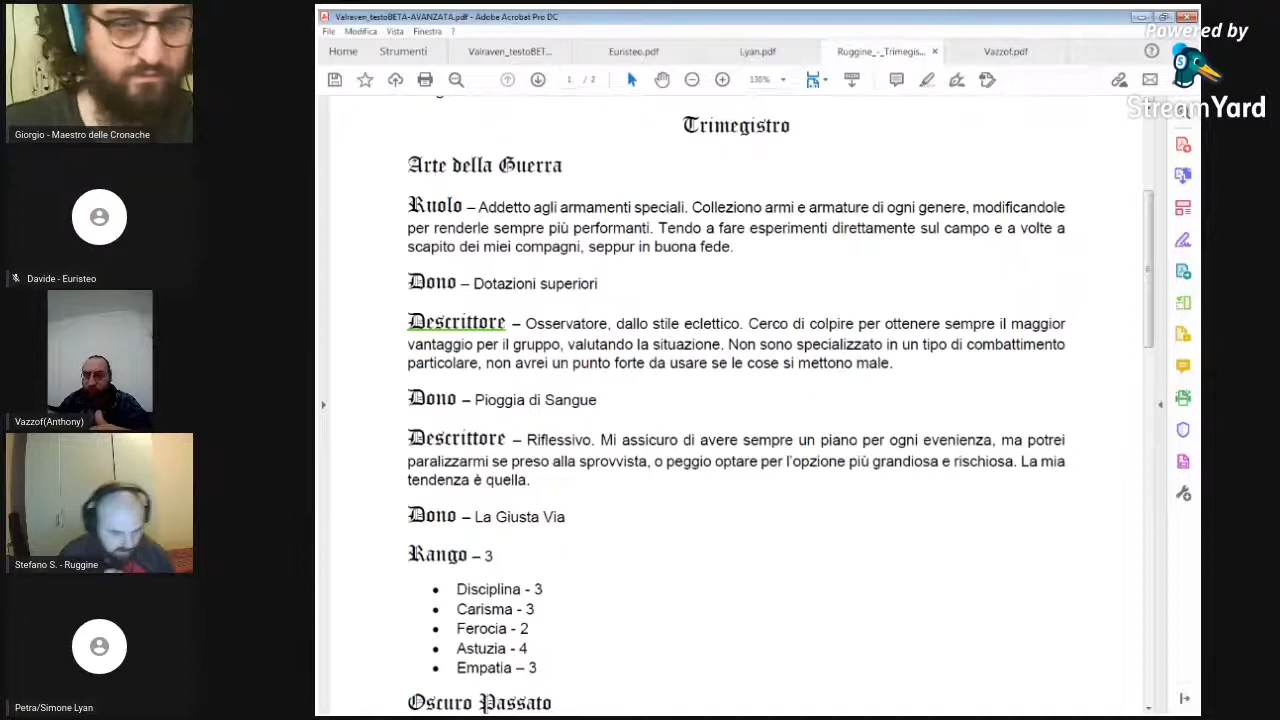 Valraven_testoBETA-AVANZATA.pdf - Adobe Acrobat Pro DC
File Modifica Vista Finestra ?
Home Strumenti Valraven_testoBET... Euristeo.pdf Lyan.pdf Ruggine_-_Trimegis... × Vazzof.pdf
1 / 2 136%
Powered by
StreamYard
Trimegistro
Arte della Guerra
Ruolo – Addetto agli armamenti speciali. Colleziono armi e armature di ogni genere, modificandole
per renderle sempre più performanti. Tendo a fare esperimenti direttamente sul campo e a volte a
scapito dei miei compagni, seppur in buona fede.
Dono – Dotazioni superiori
Descrittore – Osservatore, dallo stile eclettico. Cerco di colpire per ottenere sempre il maggior
vantaggio per il gruppo, valutando la situazione. Non sono specializzato in un tipo di combattimento
particolare, non avrei un punto forte da usare se le cose si mettono male.
Dono – Pioggia di Sangue
Descrittore – Riflessivo. Mi assicuro di avere sempre un piano per ogni evenienza, ma potrei
paralizzarmi se preso alla sprovvista, o peggio optare per l'opzione più grandiosa e rischiosa. La mia
tendenza è quella.
Dono – La Giusta Via
Rango – 3
• Disciplina - 3
• Carisma - 3
• Ferocia - 2
• Astuzia - 4
• Empatia – 3
Oscuro Passato
Giorgio - Maestro delle Cronache
Davide - Euristeo
Vazzof(Anthony)
Stefano S. - Ruggine
Petra/Simone Lyan